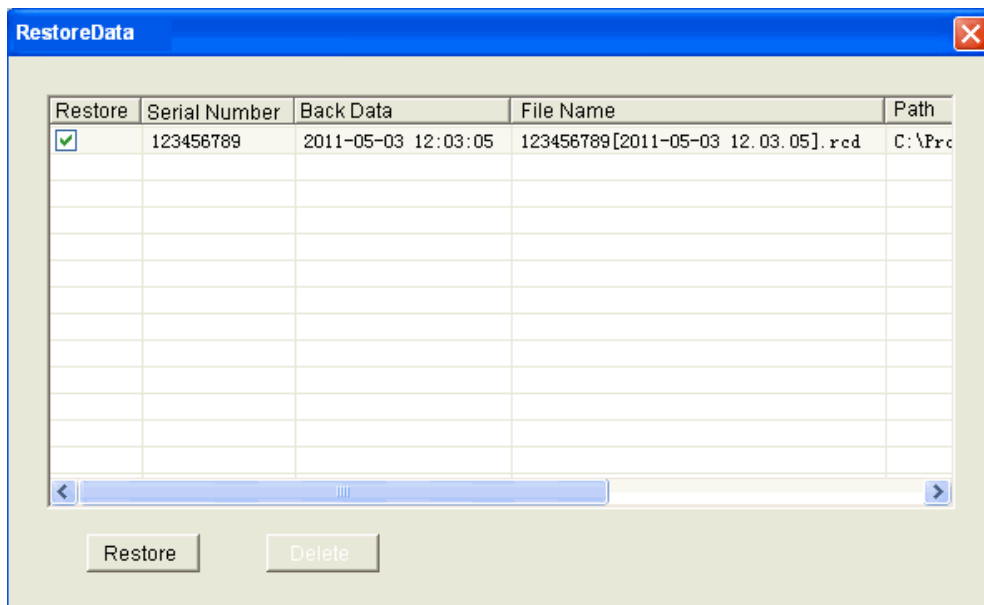 RestoreData
Restore Serial Number Back Data File Name Path
123456789 2011-05-03 12:03:05 123456789[2011-05-03 12.03.05].rcd C:\Prc
Restore Delete